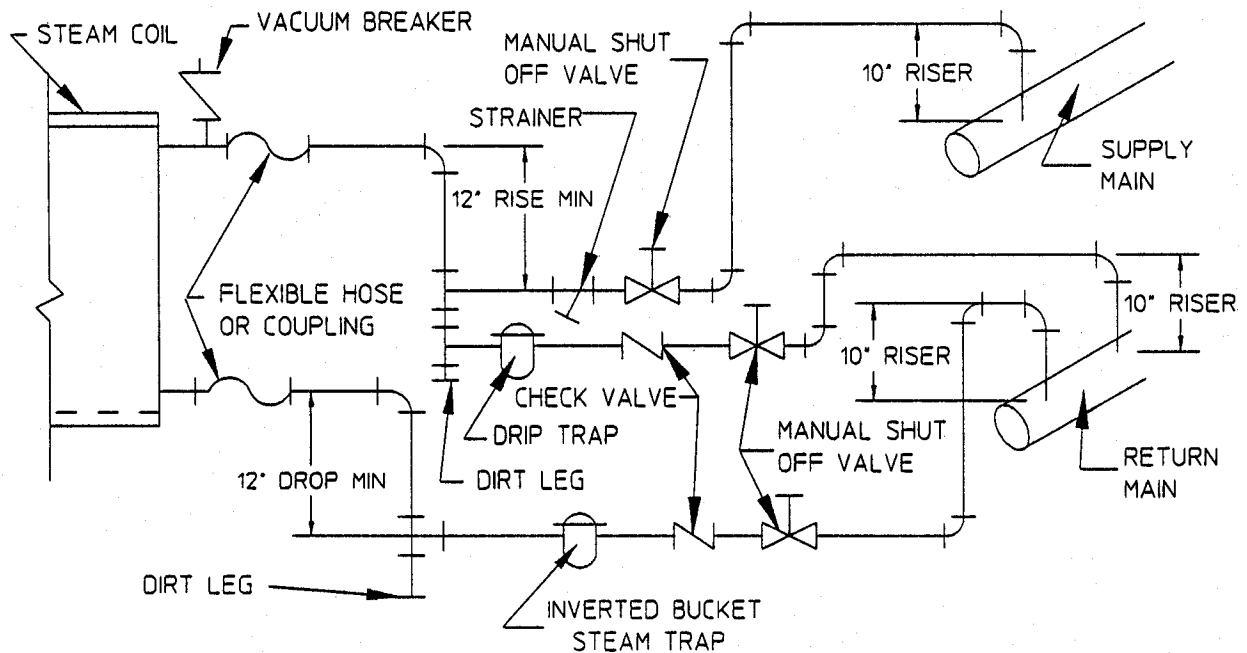 STEAM COIL
VACUUM BREAKER
MANUAL SHUT
OFF VALVE
STRAINER
10" RISER
SUPPLY
MAIN
12" RISE MIN
FLEXIBLE HOSE
OR COUPLING
10" RISER
10" RISER
CHECK VALVE
DRIP TRAP
MANUAL SHUT
OFF VALVE
RETURN
MAIN
12" DROP MIN
DIRT LEG
DIRT LEG
INVERTED BUCKET
STEAM TRAP